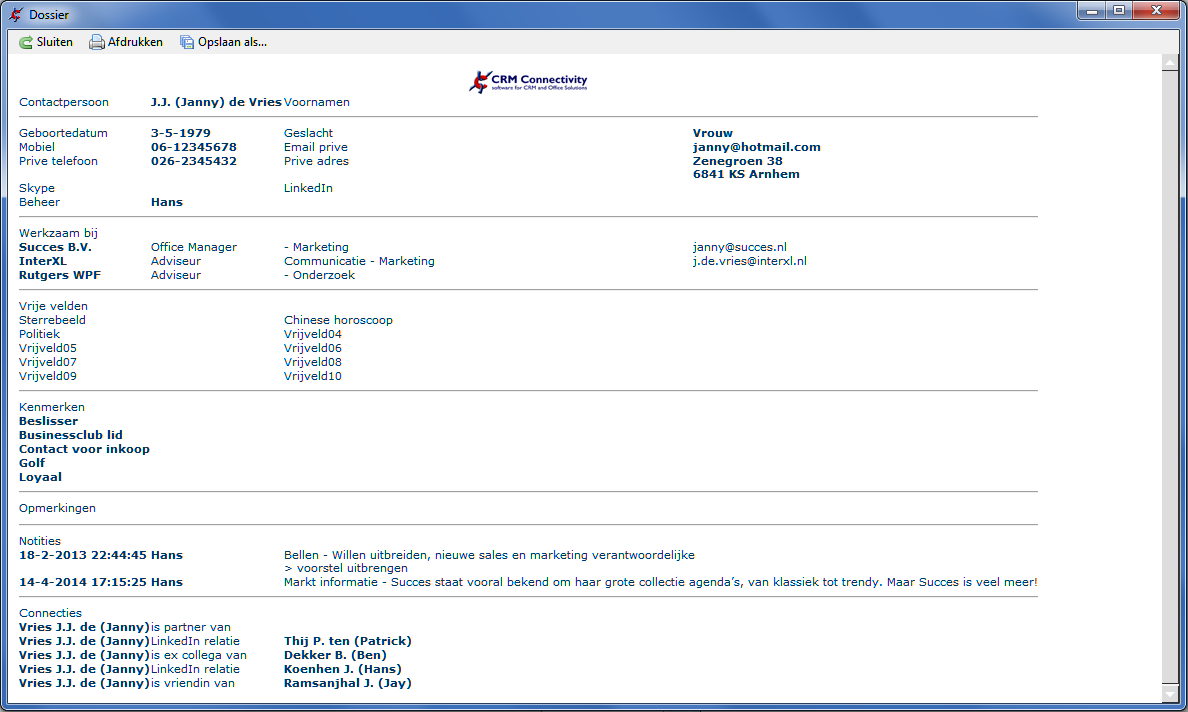 Dossier
Sluiten Afdrukken Opslaan als...
CRM Connectivity
software for CRM and Office Solutions
Contactpersoon J.J. (Janny) de Vries Voornamen
Geboortedatum 3-5-1979 Geslacht Vrouw
Mobiel 06-12345678 Email prive janny@hotmail.com
Prive telefoon 026-2345432 Prive adres Zenegroen 38
6841 KS Arnhem
Skype LinkedIn
Beheer Hans
Werkzaam bij
Succes B.V. Office Manager - Marketing janny@succes.nl
InterXL Adviseur Communicatie - Marketing j.de.vries@interxl.nl
Rutgers WPF Adviseur - Onderzoek
Vrije velden
Sterrebeeld Chinese horoscoop
Politiek Vrijveld04
Vrijveld05 Vrijveld06
Vrijveld07 Vrijveld08
Vrijveld09 Vrijveld10
Kenmerken
Beslisser
Businessclub lid
Contact voor inkoop
Golf
Loyaal
Opmerkingen
Notities
18-2-2013 22:44:45 Hans Bellen - Willen uitbreiden, nieuwe sales en marketing verantwoordelijke
> voorstel uitbrengen
14-4-2014 17:15:25 Hans Markt informatie - Succes staat vooral bekend om haar grote collectie agenda’s, van klassiek tot trendy. Maar Succes is veel meer!
Connecties
Vries J.J. de (Janny) is partner van
Vries J.J. de (Janny) LinkedIn relatie Thij P. ten (Patrick)
Vries J.J. de (Janny) is ex collega van Dekker B. (Ben)
Vries J.J. de (Janny) LinkedIn relatie Koenhen J. (Hans)
Vries J.J. de (Janny) is vriendin van Ramsanjhal J. (Jay)